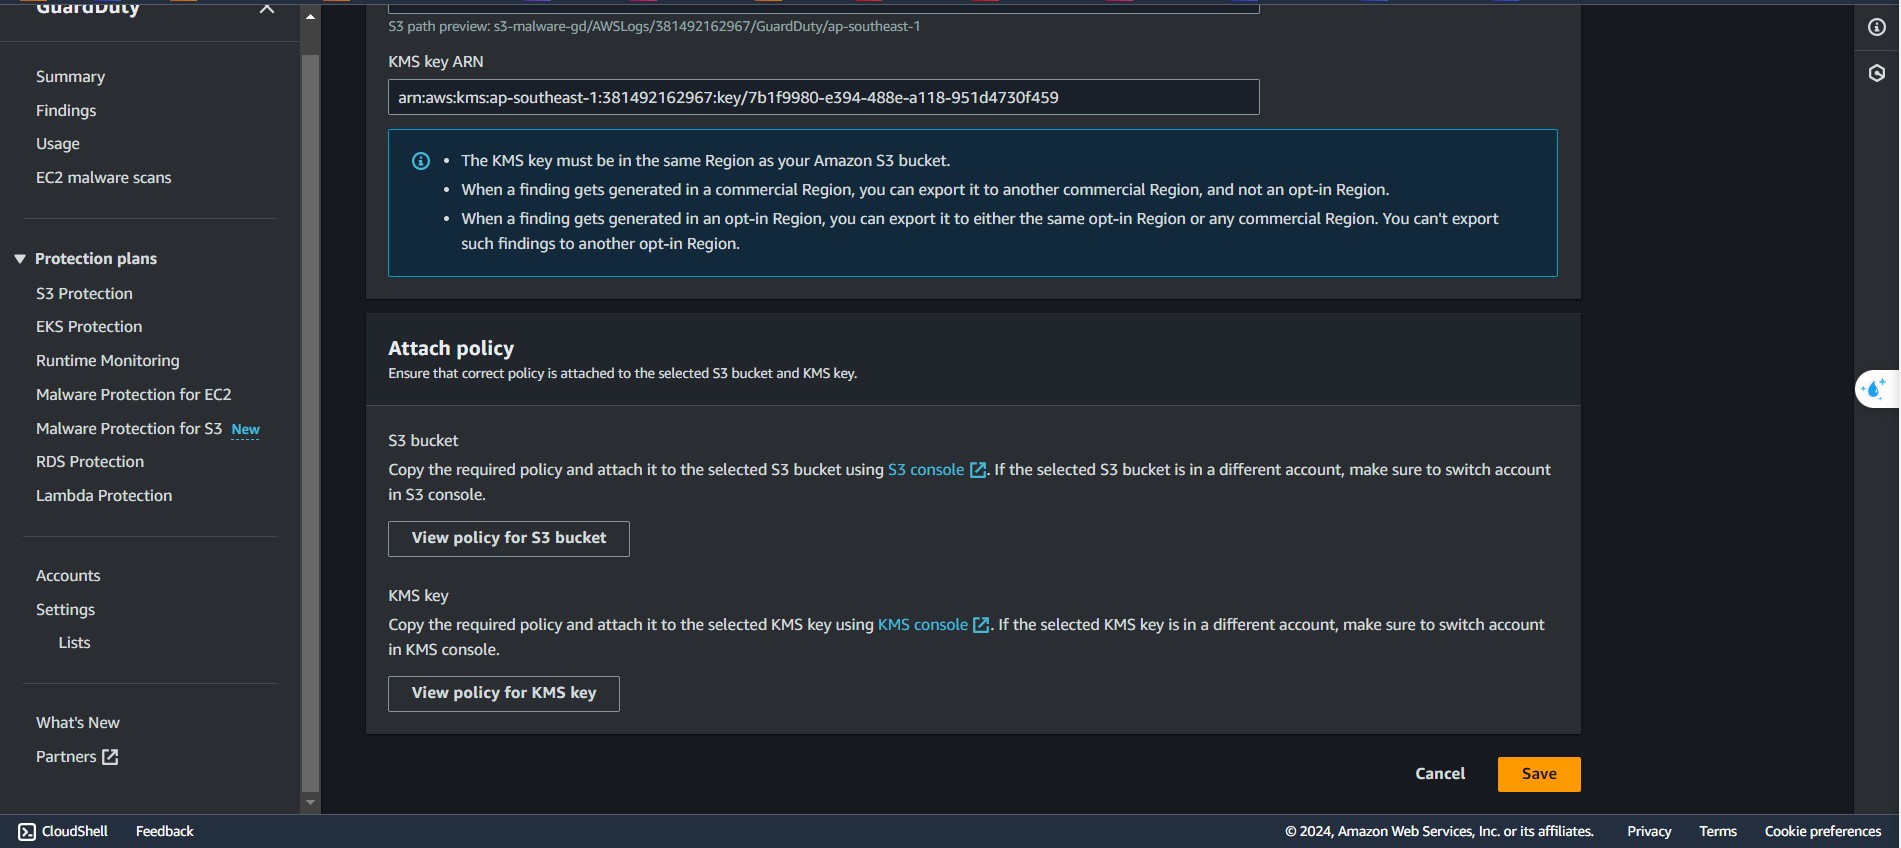 GuardDuty
Summary
Findings
Usage
EC2 malware scans
Protection plans
S3 Protection
EKS Protection
Runtime Monitoring
Malware Protection for EC2
Malware Protection for S3 New
RDS Protection
Lambda Protection
Accounts
Settings
Lists
What's New
Partners
S3 path preview: s3-malware-gd/AWSLogs/381492162967/GuardDuty/ap-southeast-1
KMS key ARN
arn:aws:kms:ap-southeast-1:381492162967:key/7b1f9980-e394-488e-a118-951d4730f459
• The KMS key must be in the same Region as your Amazon S3 bucket.
• When a finding gets generated in a commercial Region, you can export it to another commercial Region, and not an opt-in Region.
• When a finding gets generated in an opt-in Region, you can export it to either the same opt-in Region or any commercial Region. You can't export
such findings to another opt-in Region.
Attach policy
Ensure that correct policy is attached to the selected S3 bucket and KMS key.
S3 bucket
Copy the required policy and attach it to the selected S3 bucket using S3 console. If the selected S3 bucket is in a different account, make sure to switch account
in S3 console.
View policy for S3 bucket
KMS key
Copy the required policy and attach it to the selected KMS key using KMS console. If the selected KMS key is in a different account, make sure to switch account
in KMS console.
View policy for KMS key
Cancel
Save
CloudShell
Feedback
© 2024, Amazon Web Services, Inc. or its affiliates.
Privacy
Terms
Cookie preferences